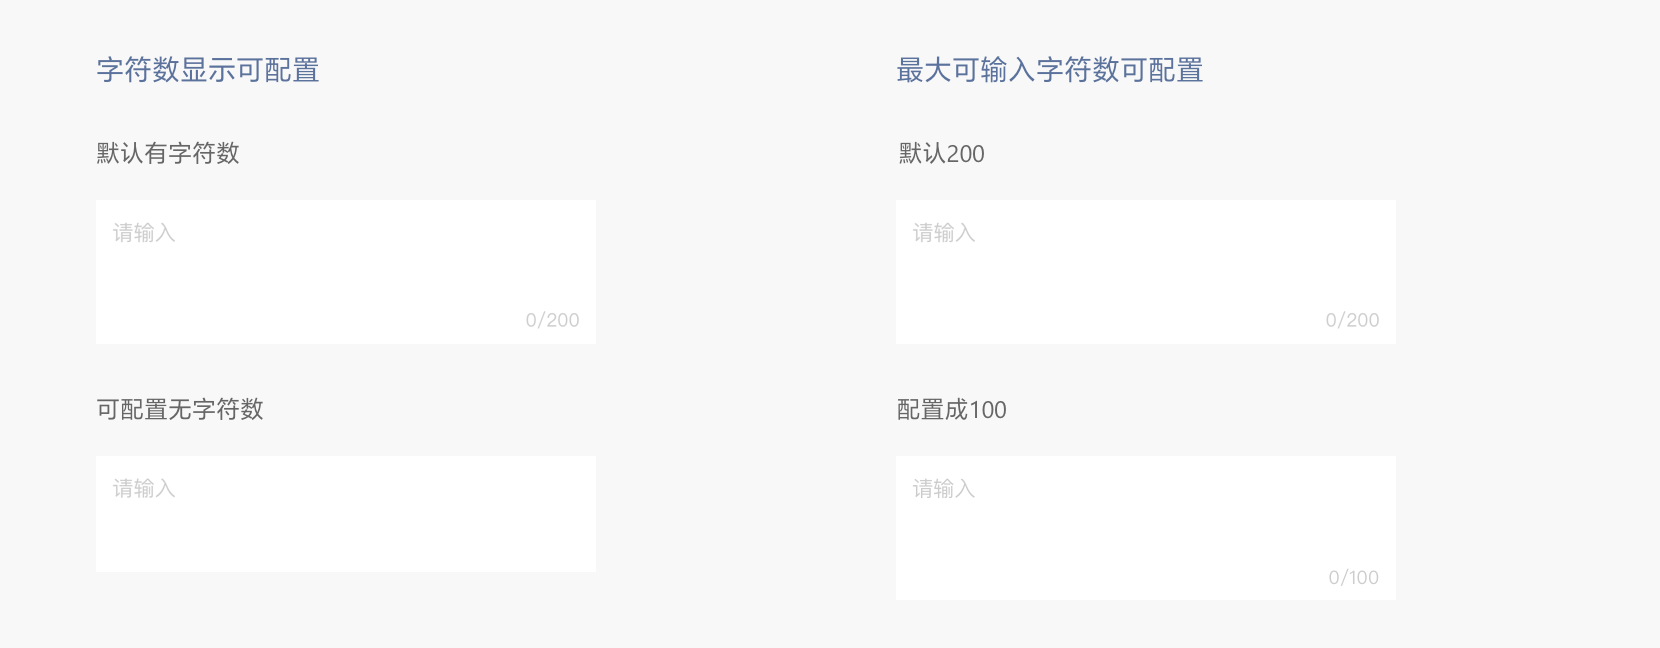 字符数显示可配置
默认有字符数
请输入
0/200
可配置无字符数
请输入
最大可输入字符数可配置
默认200
请输入
0/200
配置成100
请输入
0/100